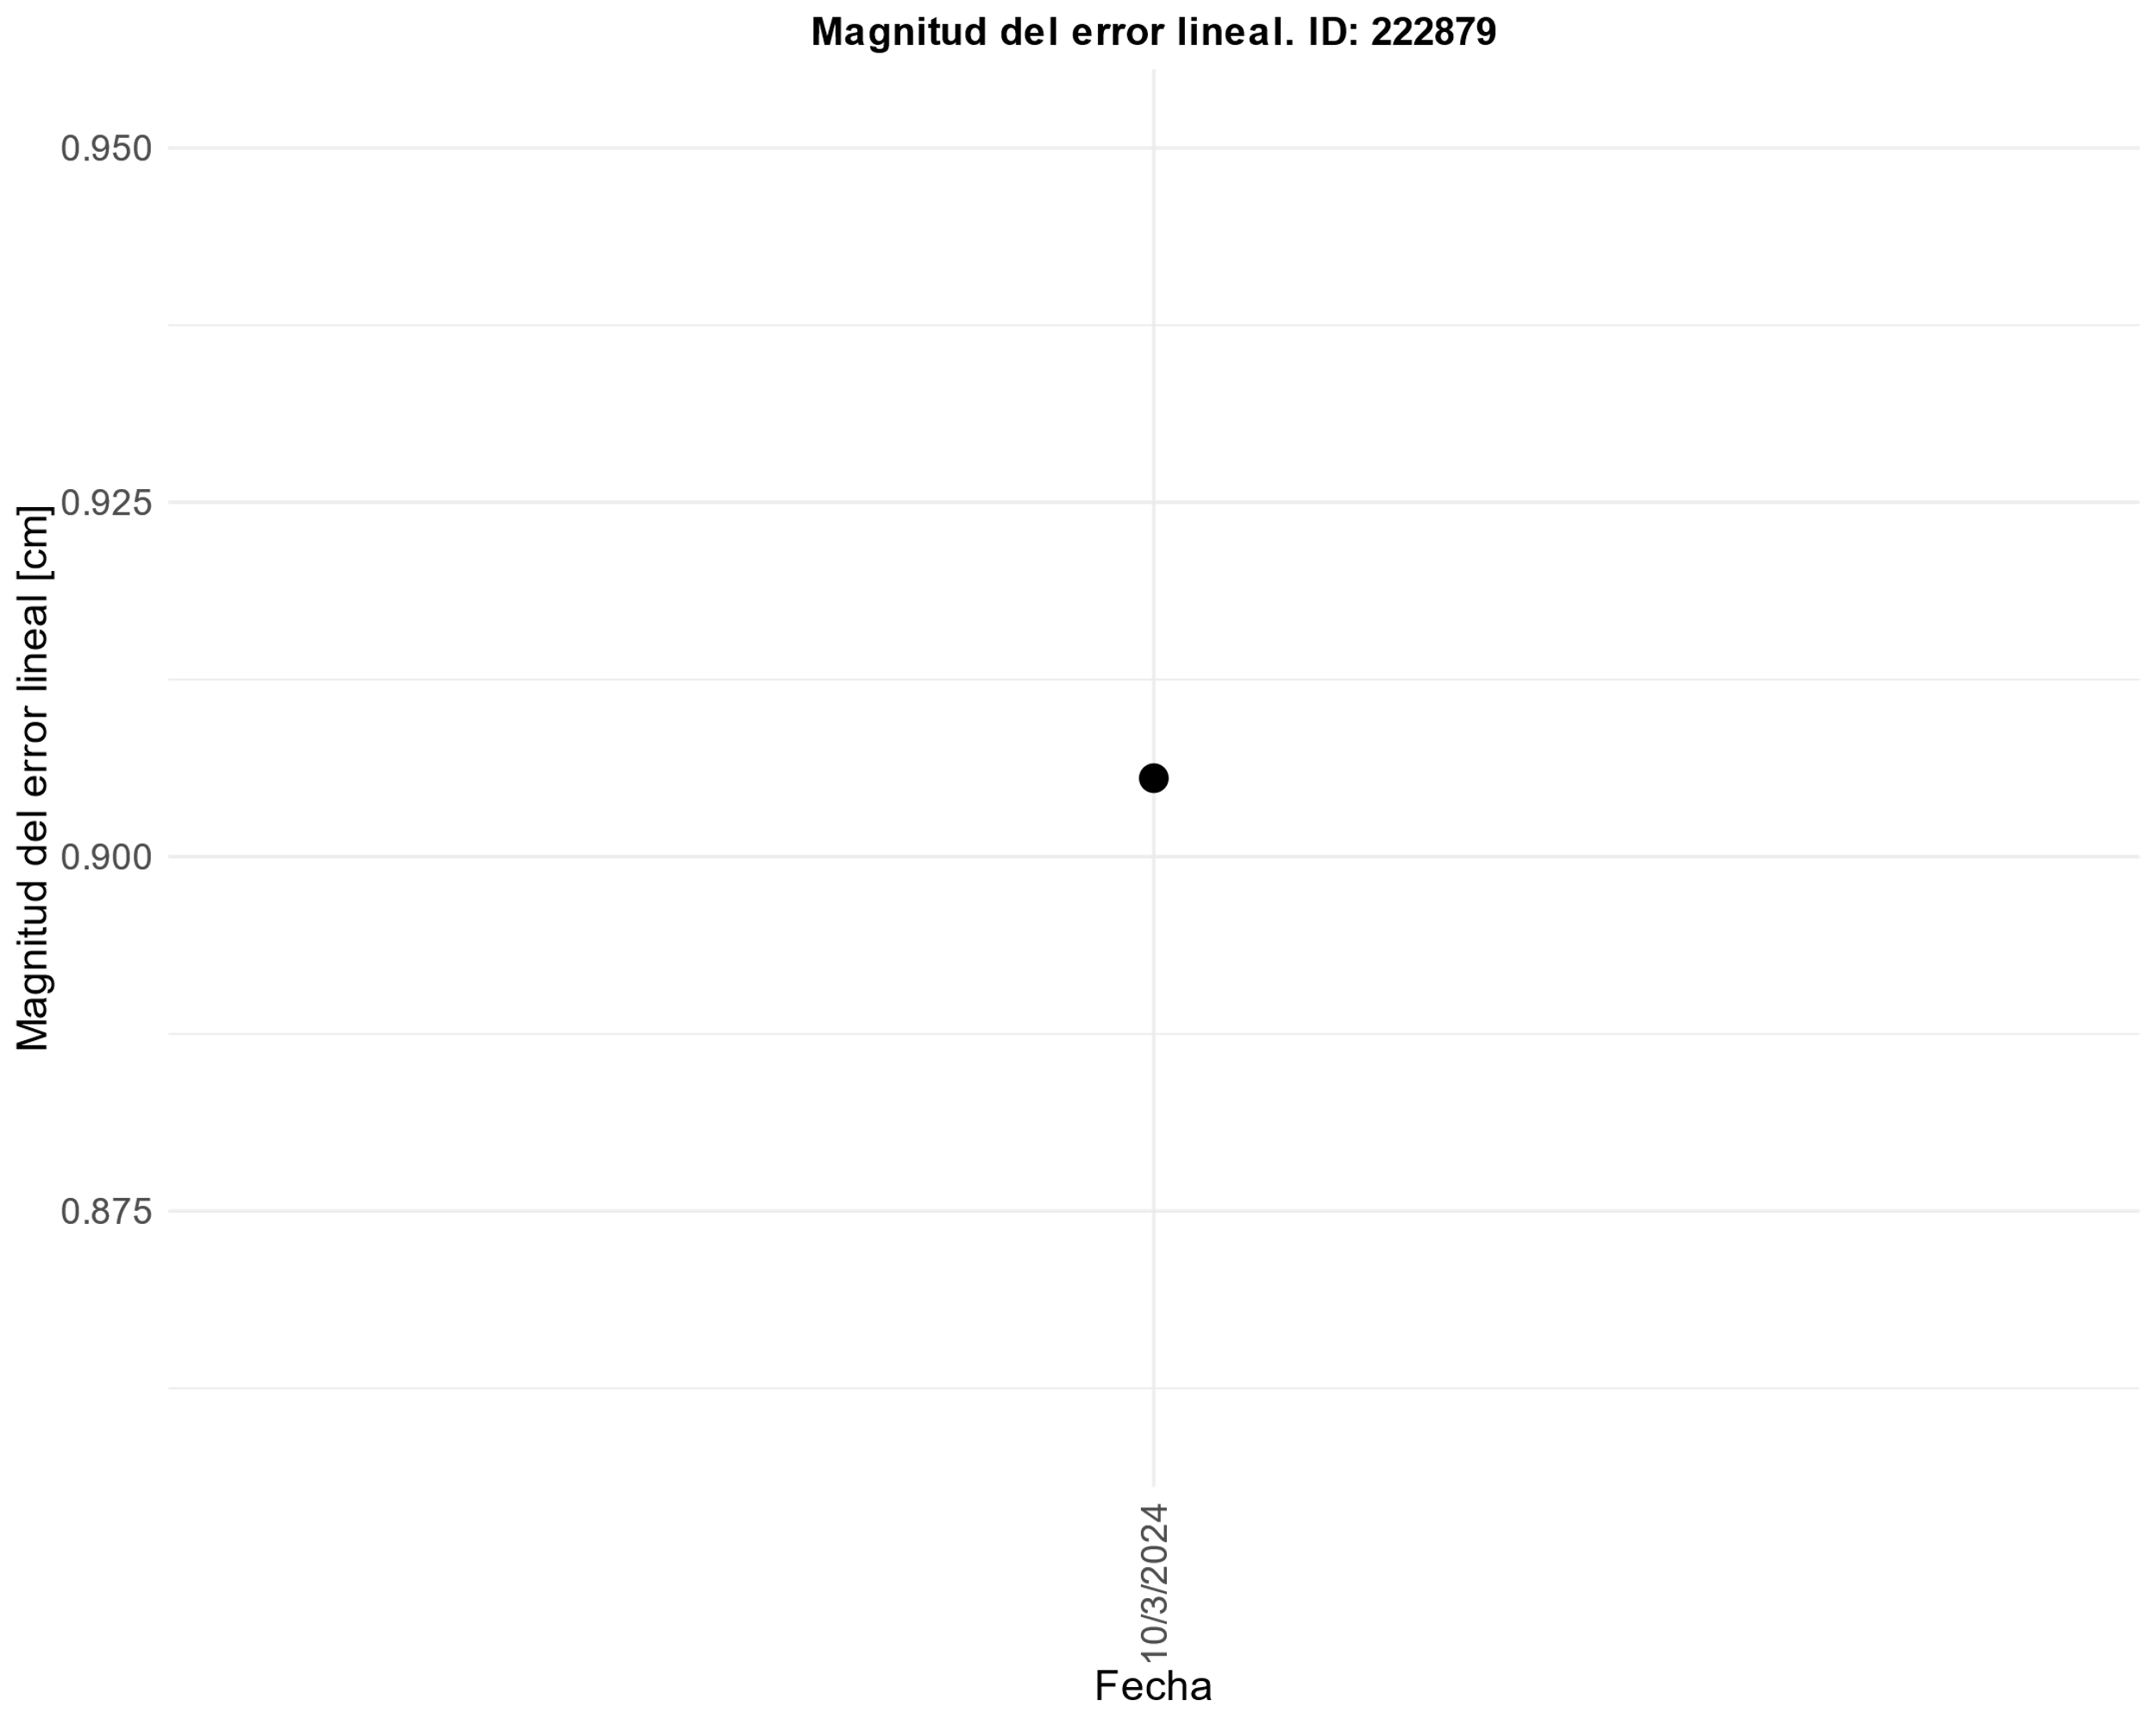 Magnitud del error lineal. ID: 222879
Magnitud del error lineal [cm]
0.950
0.925
0.900
0.875
10/3/2024
Fecha